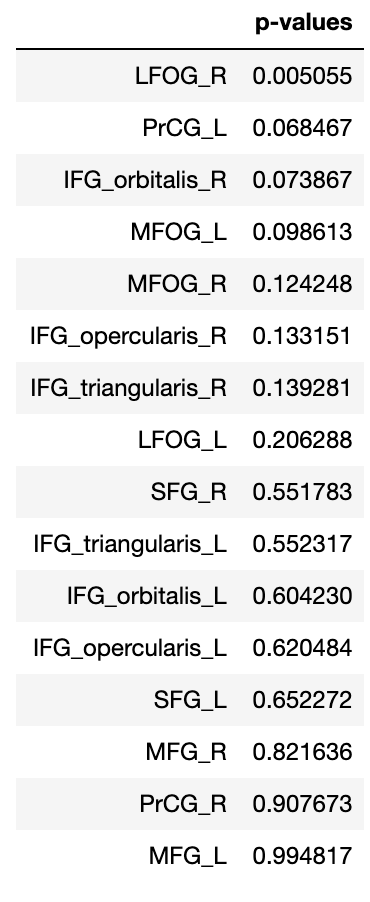 p-values
LFOG_R 0.005055
PrCG_L 0.068467
IFG_orbitalis_R 0.073867
MFOG_L 0.098613
MFOG_R 0.124248
IFG_opercularis_R 0.133151
IFG_triangularis_R 0.139281
LFOG_L 0.206288
SFG_R 0.551783
IFG_triangularis_L 0.552317
IFG_orbitalis_L 0.604230
IFG_opercularis_L 0.620484
SFG_L 0.652272
MFG_R 0.821636
PrCG_R 0.907673
MFG_L 0.994817